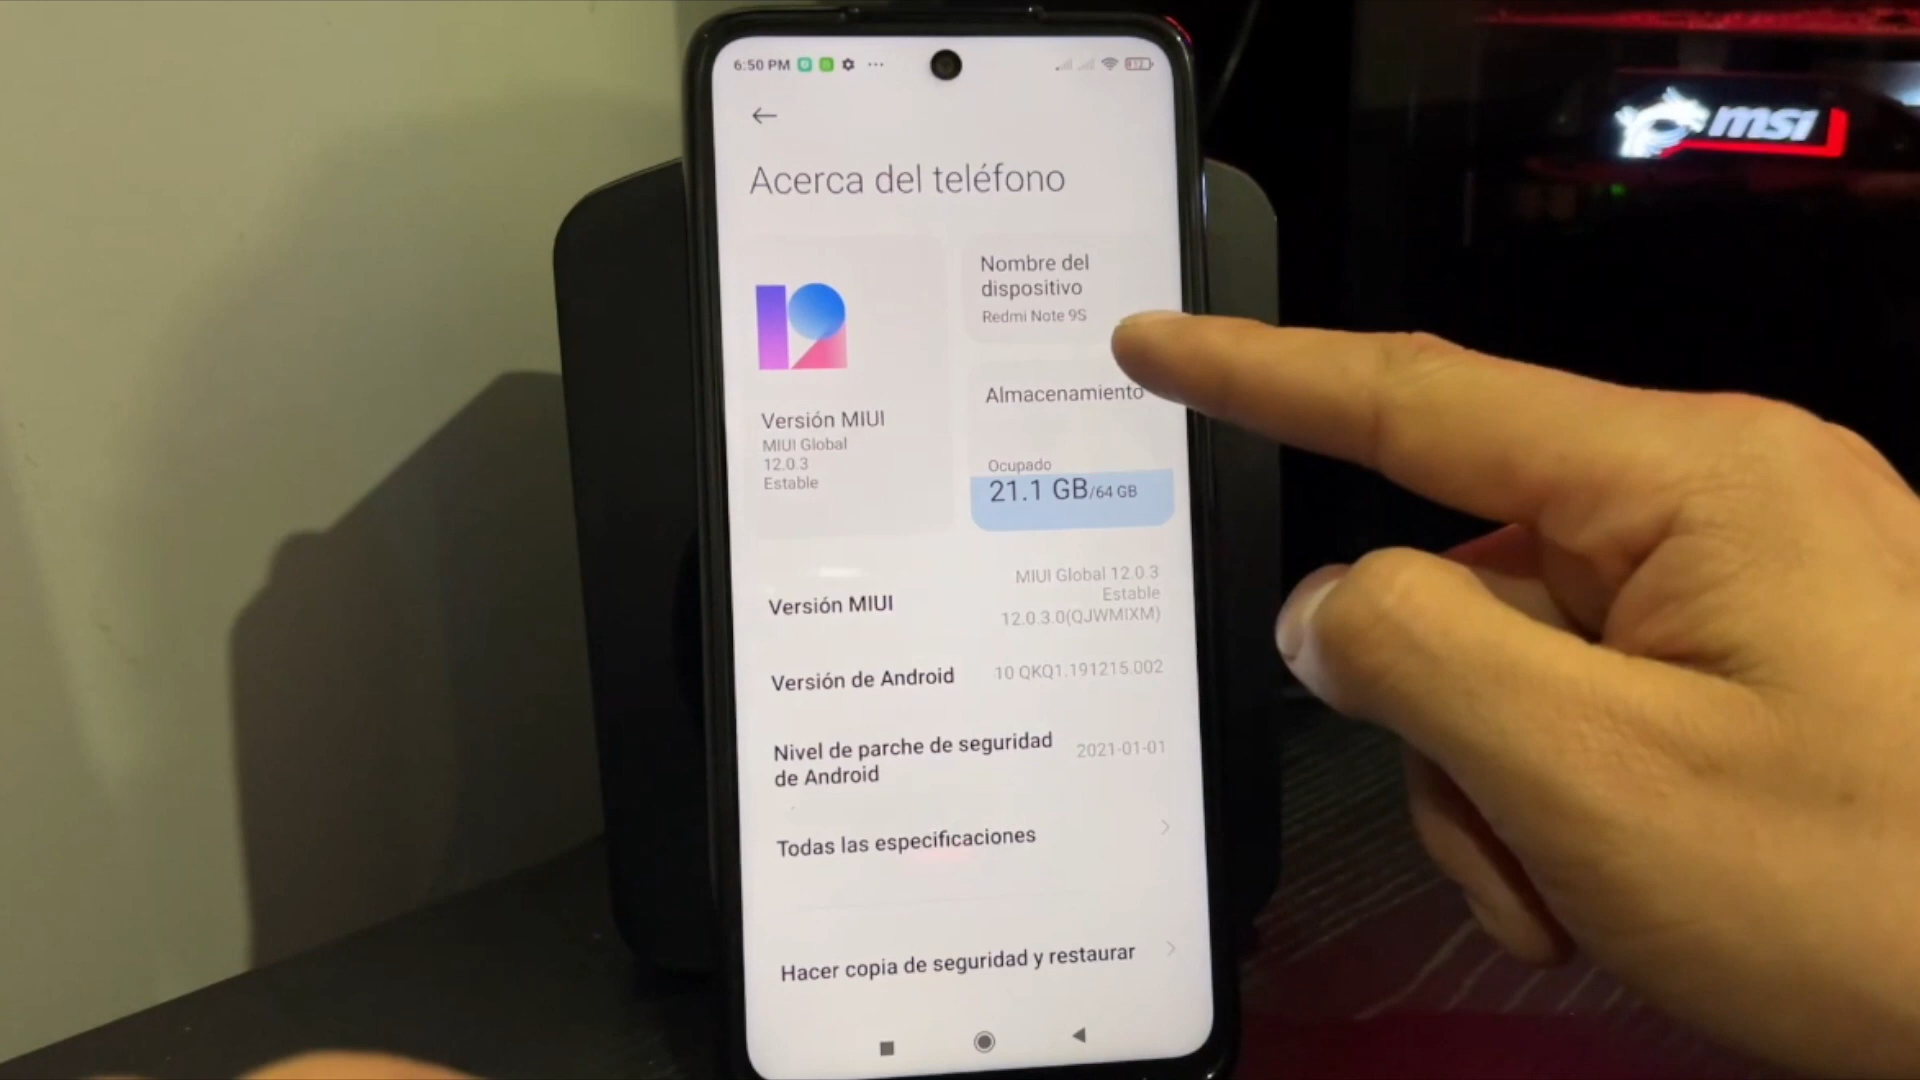 6:50 PM
12
msi
Acerca del teléfono
Nombre del
dispositivo
Redmi Note 9S
Versión MIUI
MIUI Global
12.0.3
Estable
Almacenamiento
Ocupado
21.1 GB/64 GB
Versión MIUI
MIUI Global 12.0.3
Estable
12.0.3.0(QJWMIXM)
Versión de Android
10 QKQ1.191215.002
Nivel de parche de seguridad
de Android
2021-01-01
Todas las especificaciones
Hacer copia de seguridad y restaurar